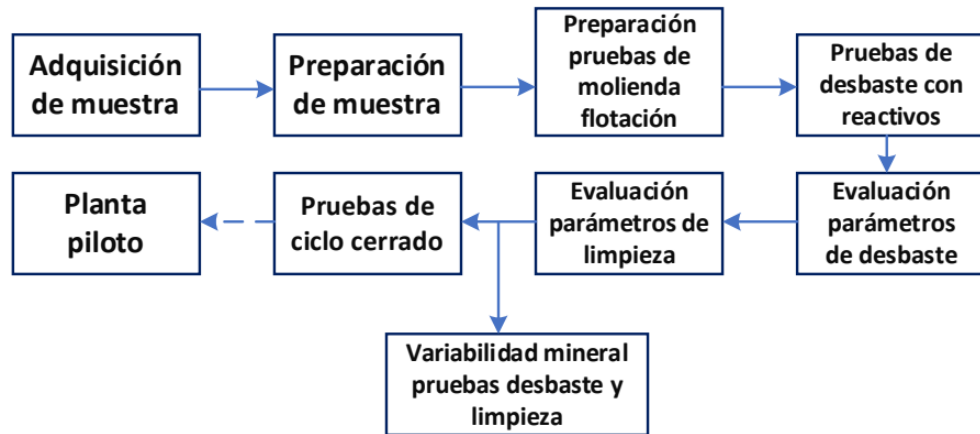 Adquisición
de muestra
Preparación
de muestra
Preparación
pruebas de
molienda
flotación
Pruebas de
desbaste con
reactivos
Planta
piloto
Pruebas de
ciclo cerrado
Evaluación
parámetros de
limpieza
Evaluación
parámetros
de desbaste
Variabilidad mineral
pruebas desbaste y
limpieza